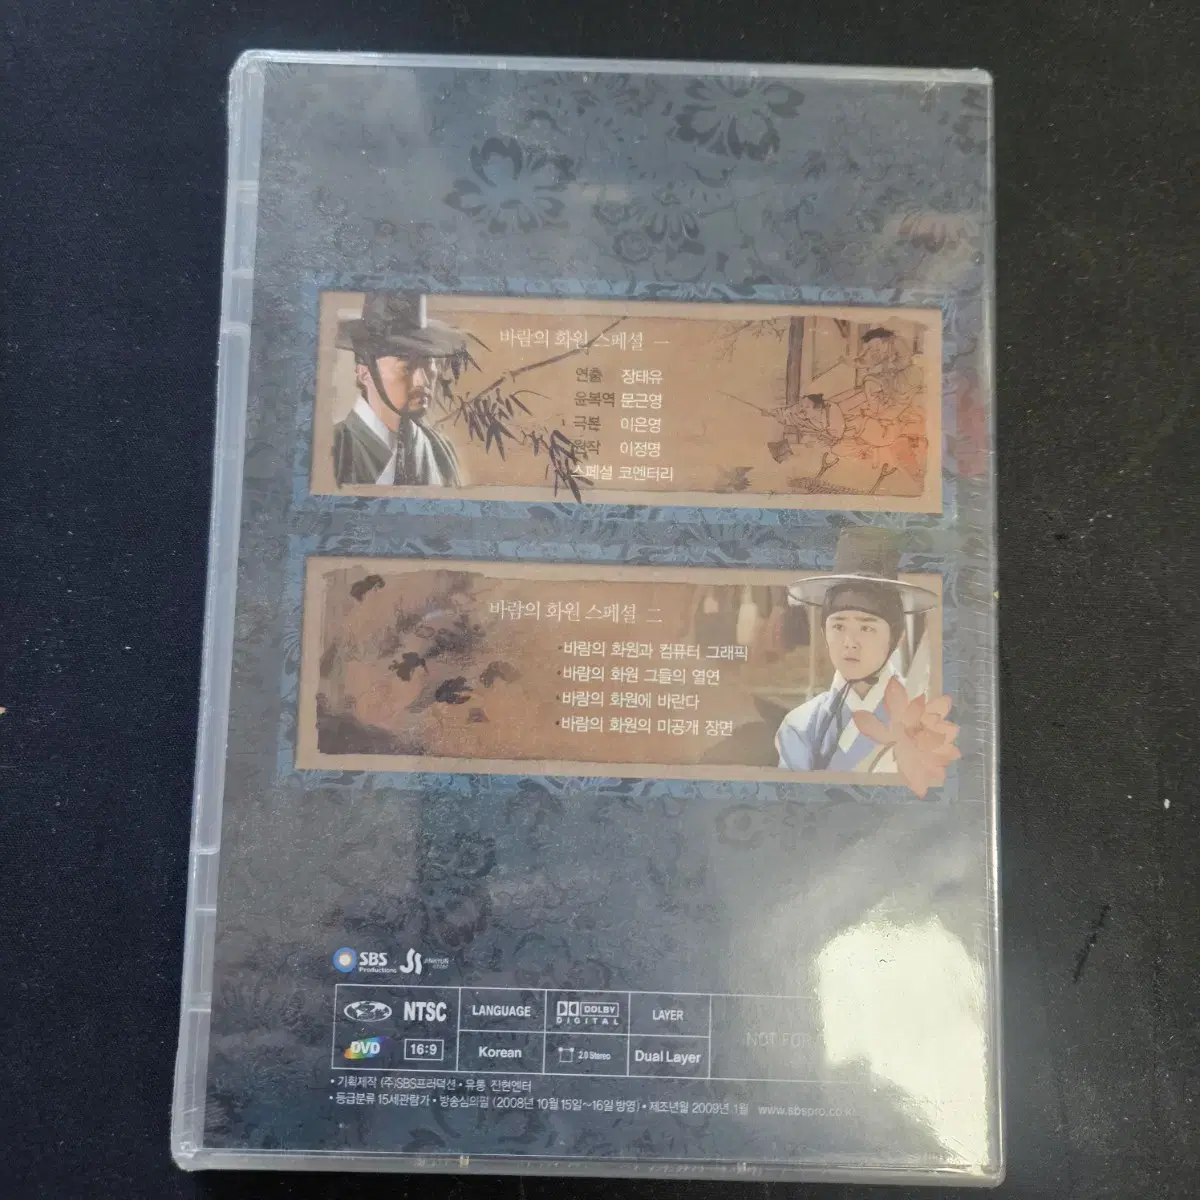 바람의 화원 스페셜 一
연출 장태유
윤복역 문근영
극본 이은영
원작 이정명
스페셜 코멘터리
바람의 화원 스페셜 二
·바람의 화원과 컴퓨터 그래픽
·바람의 화원 그들의 열연
·바람의 화원에 바란다
·바람의 화원의 미공개 장면
SBS Productions JINHYUN
NTSC LANGUAGE DOLBY DIGITAL LAYER
NOT FO
DVD 16:9 Korean 2.0 Stereo Dual Layer
• 기획제작 (주)SBS프러덕션 • 유통 진현엔터
• 등급분류 15세관람가 • 방송심의필 (2008년 10월 15일~16일 방영) • 제조년월 2009년 1월 www.sbspro.co.kr